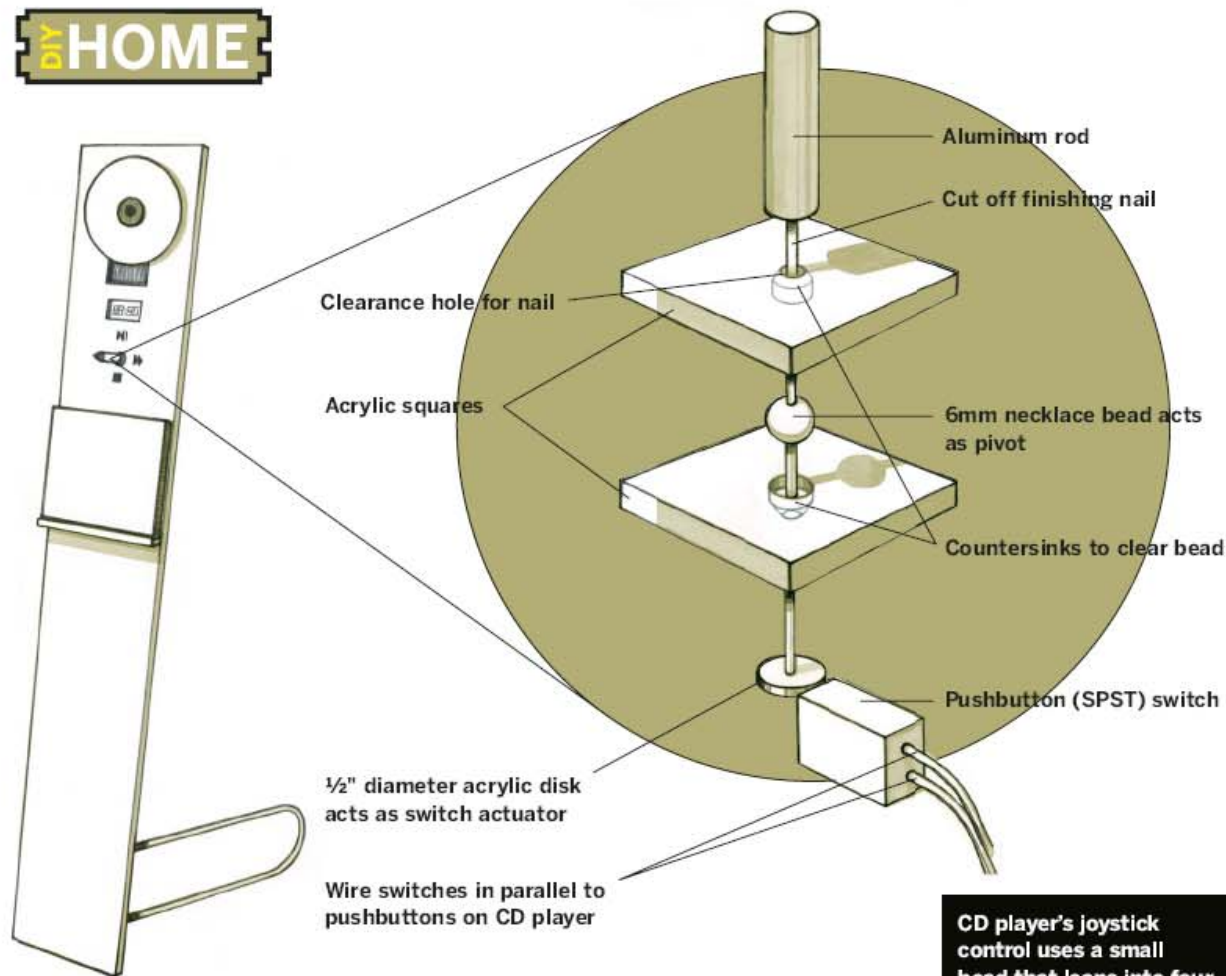 DIY HOME
Aluminum rod
Cut off finishing nail
Clearance hole for nail
Acrylic squares
6mm necklace bead acts
as pivot
Countersinks to clear bead
Pushbutton (SPST) switch
½" diameter acrylic disk
acts as switch actuator
Wire switches in parallel to
pushbuttons on CD player
CD player's joystick
control uses a small